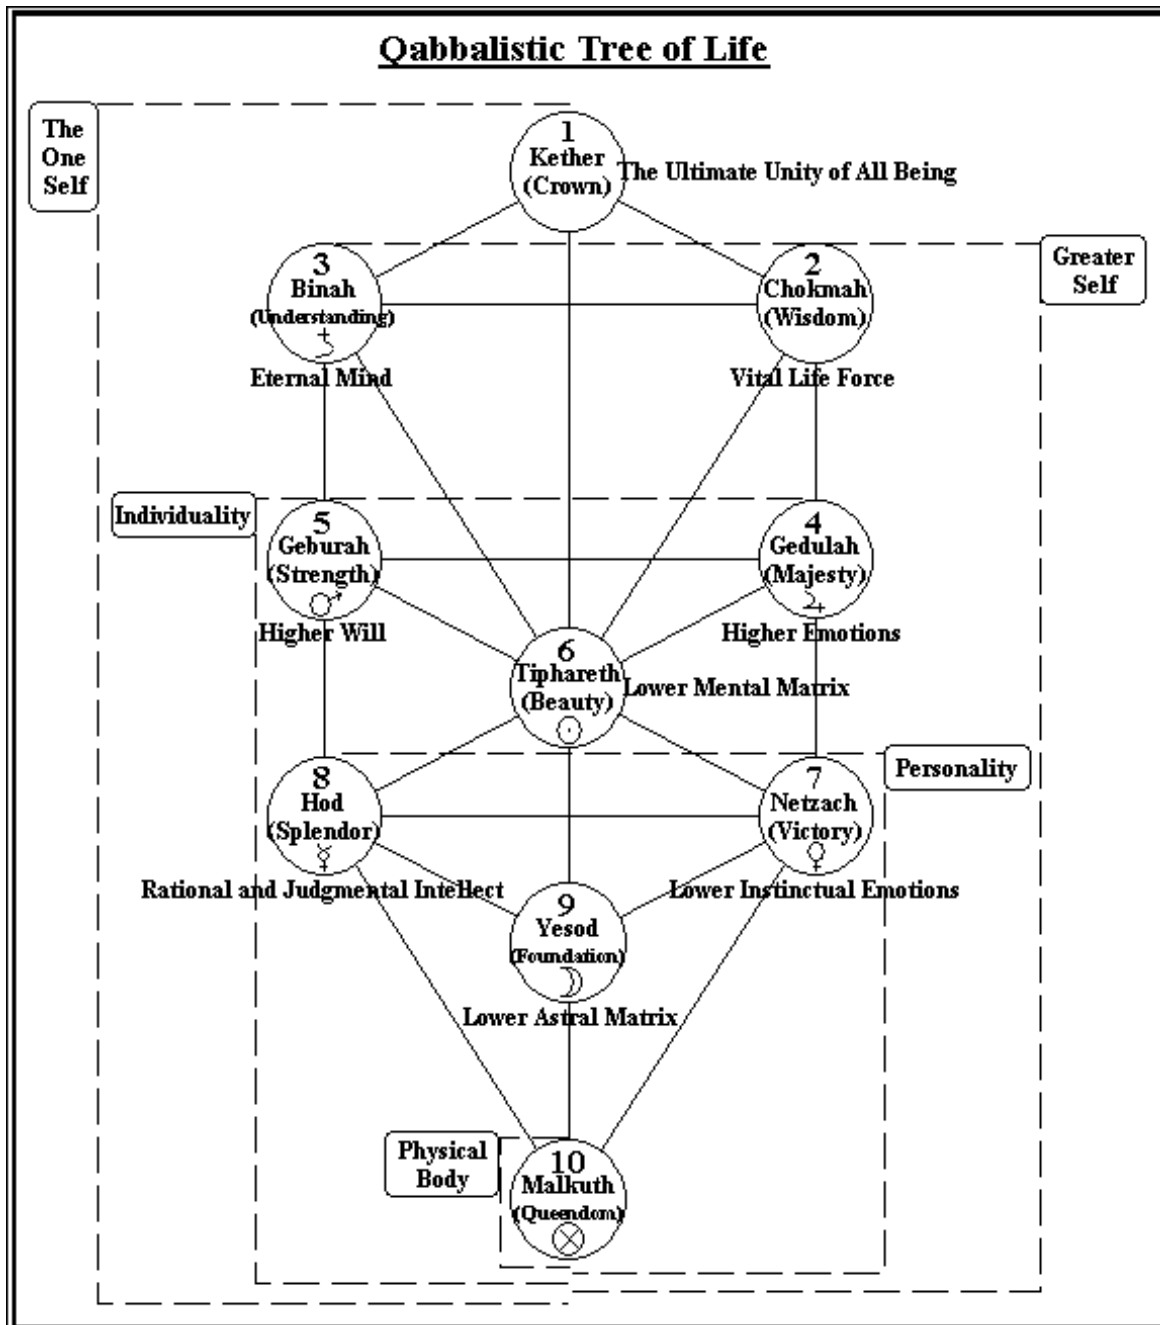 Qabbalistic Tree of Life
The
One
Self
1
Kether
(Crown)
The Ultimate Unity of All Being
3
Binah
(Understanding)
Eternal Mind
2
Chokmah
(Wisdom)
Vital Life Force
Greater
Self
Individuality
5
Geburah
(Strength)
Higher Will
4
Gedulah
(Majesty)
Higher Emotions
6
Tiphareth
(Beauty)
Lower Mental Matrix
8
Hod
(Splendor)
Rational and Judgmental Intellect
7
Netzach
(Victory)
Lower Instinctual Emotions
Personality
9
Yesod
(Foundation)
Lower Astral Matrix
Physical
Body
10
Malkuth
(Queendom)